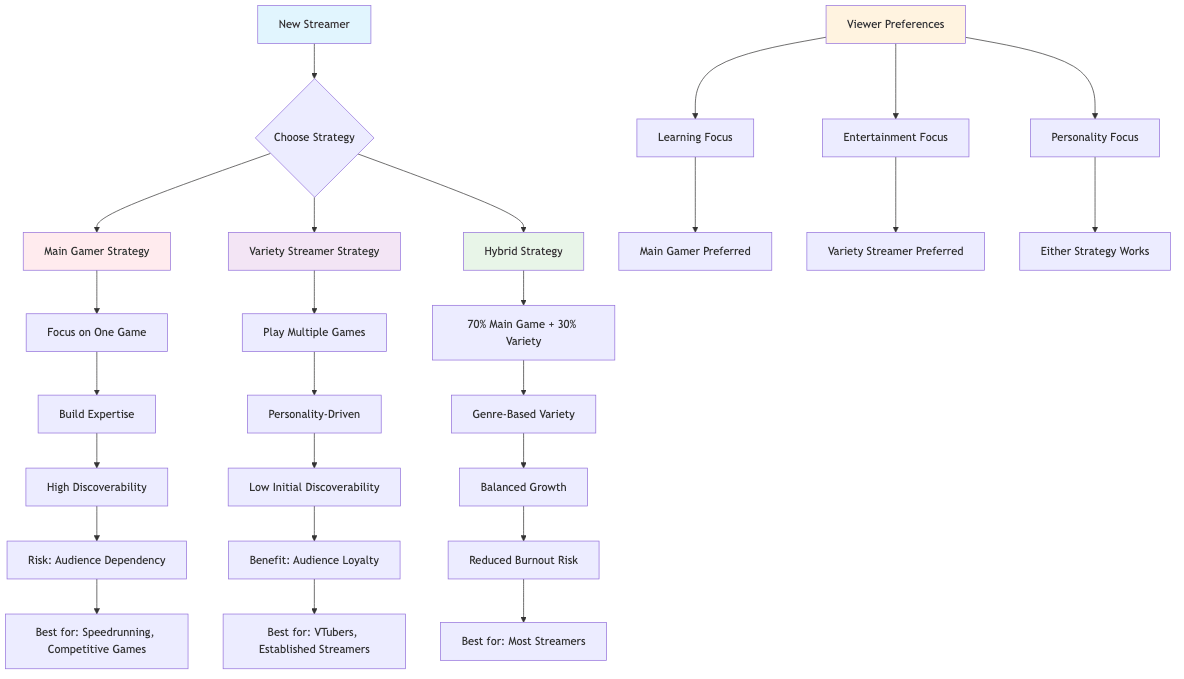 New Streamer
Viewer Preferences
Choose Strategy
Learning Focus
Entertainment Focus
Personality Focus
Main Gamer Strategy
Variety Streamer Strategy
Hybrid Strategy
Main Gamer Preferred
Variety Streamer Preferred
Either Strategy Works
Focus on One Game
Play Multiple Games
70% Main Game + 30%
Variety
Build Expertise
Personality-Driven
Genre-Based Variety
High Discoverability
Low Initial Discoverability
Balanced Growth
Risk: Audience Dependency
Benefit: Audience Loyalty
Reduced Burnout Risk
Best for: Speedrunning,
Competitive Games
Best for: VTubers,
Established Streamers
Best for: Most Streamers